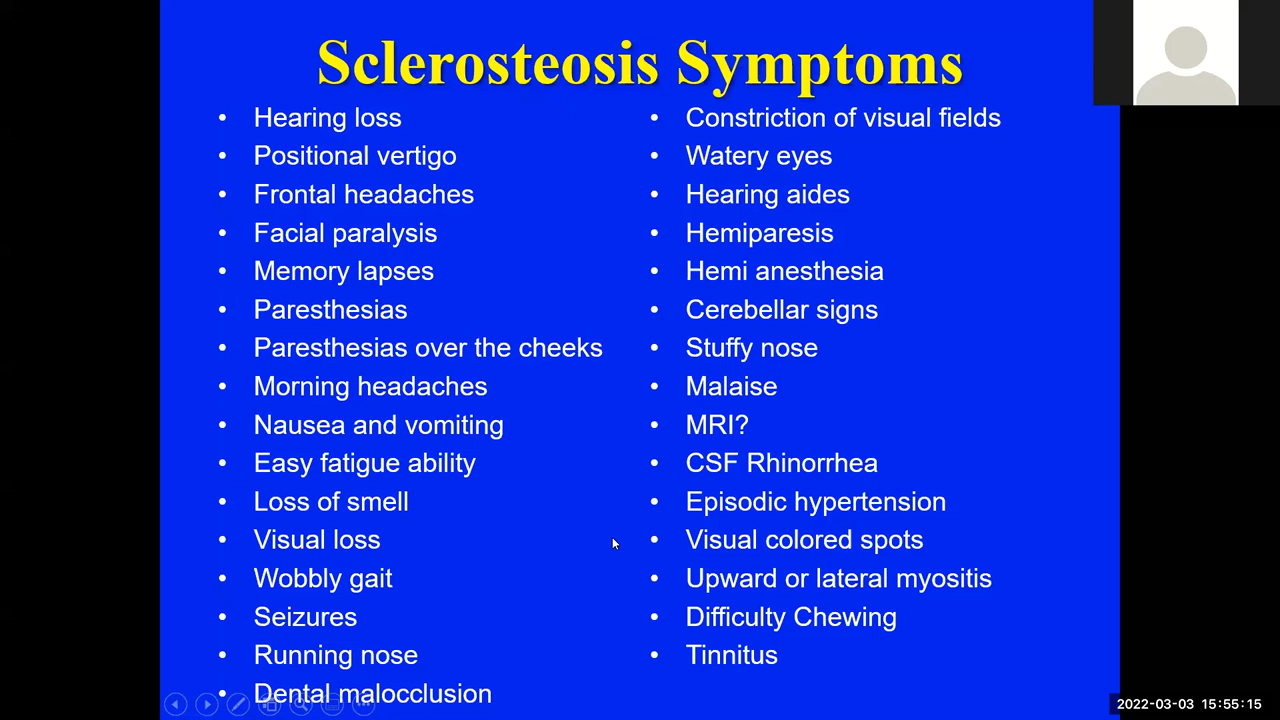 Sclerosteosis Symptoms
• Hearing loss
• Positional vertigo
• Frontal headaches
• Facial paralysis
• Memory lapses
• Paresthesias
• Paresthesias over the cheeks
• Morning headaches
• Nausea and vomiting
• Easy fatigue ability
• Loss of smell
• Visual loss
• Wobbly gait
• Seizures
• Running nose
• Dental malocclusion
• Constriction of visual fields
• Watery eyes
• Hearing aides
• Hemiparesis
• Hemi anesthesia
• Cerebellar signs
• Stuffy nose
• Malaise
• MRI?
• CSF Rhinorrhea
• Episodic hypertension
• Visual colored spots
• Upward or lateral myositis
• Difficulty Chewing
• Tinnitus
2022-03-03 15:55:15